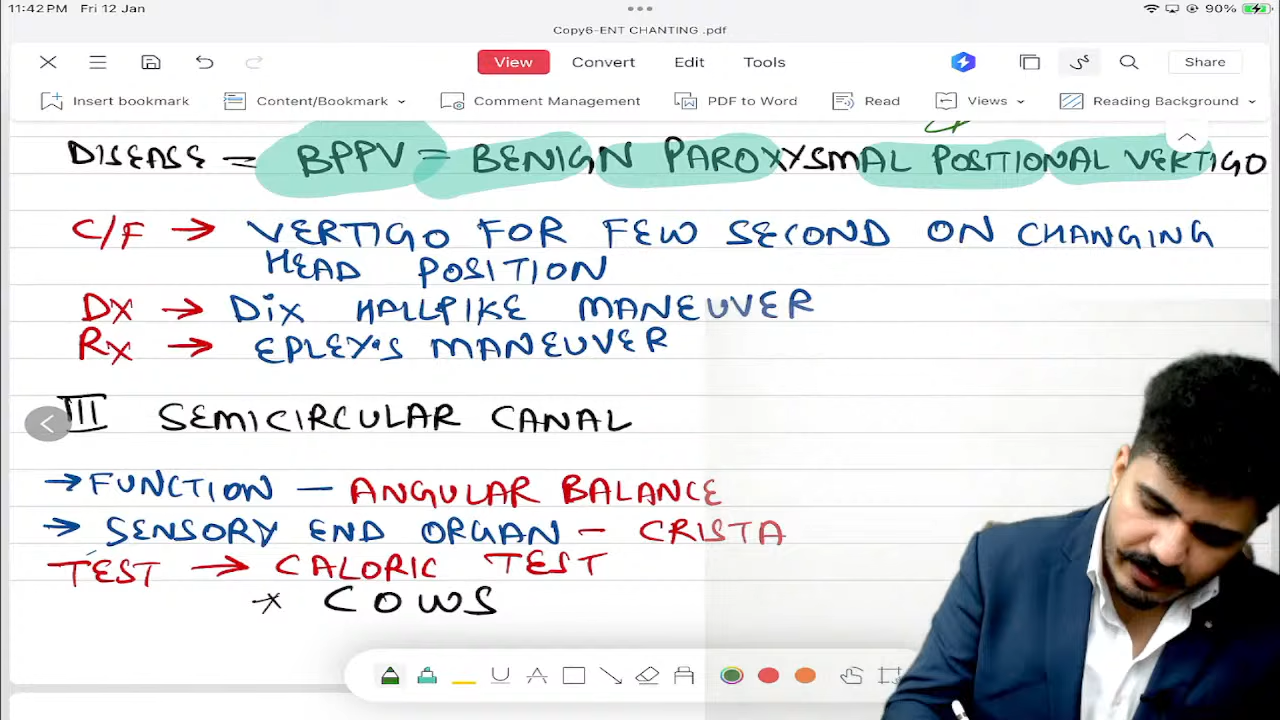 11:42 PM Fri 12 Jan 90%
Copy6-ENT CHANTING .pdf
View Convert Edit Tools Share
Insert bookmark Content/Bookmark Comment Management PDF to Word Read Views Reading Background
DISEASE = BPPV = BENIGN PAROXYSMAL POSITIONAL VERTIGO
C/F → VERTIGO FOR FEW SECOND ON CHANGING
HEAD POSITION
DX → DIX HALLPIKE MANEUVER
RX → EPLEY'S MANEUVER
III SEMICIRCULAR CANAL
→ FUNCTION — ANGULAR BALANCE
→ SENSORY END ORGAN — CRISTA
TEST → CALORIC TEST
* COWS